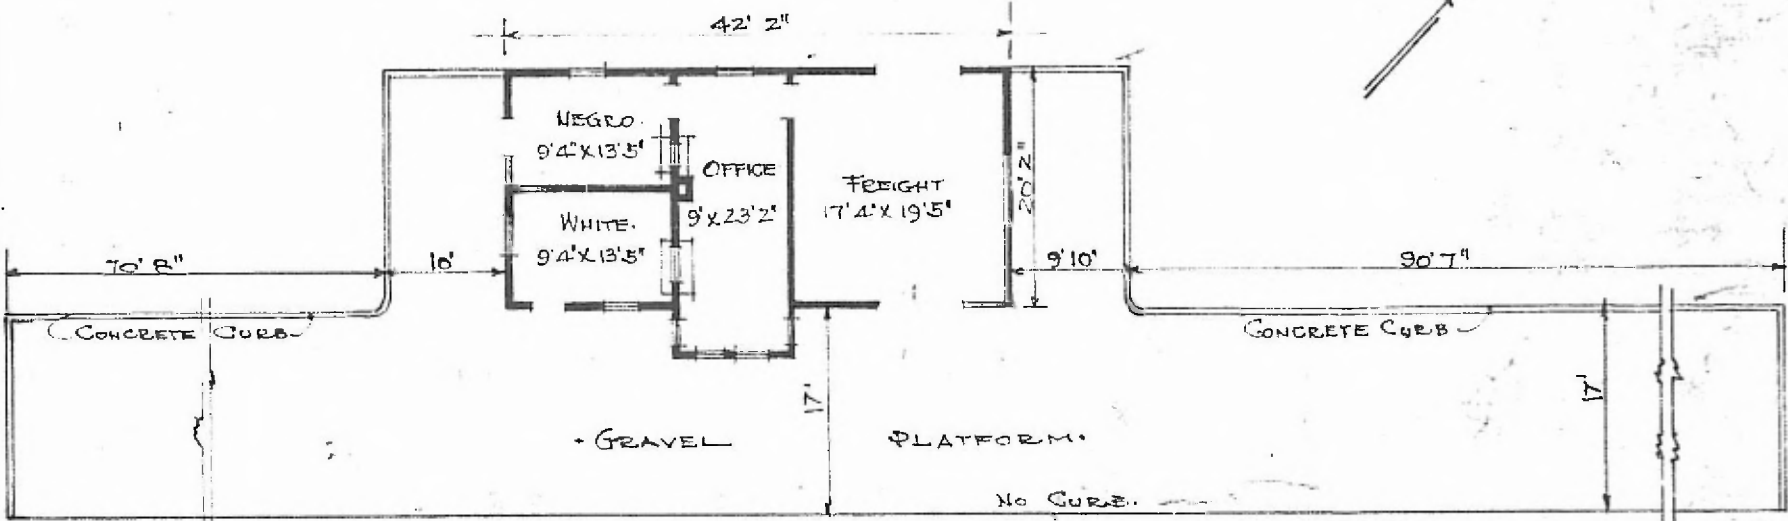 42' 2"
NEGRO.
9'4"X13'5"
OFFICE
9'X23'2"
FREIGHT
17'4"X19'5"
20'2"
WHITE.
9'4"X13'5"
70'8"
10'
9'10"
90'7"
CONCRETE CURB
CONCRETE CURB
17'
17'
• GRAVEL PLATFORM.
NO CURB.